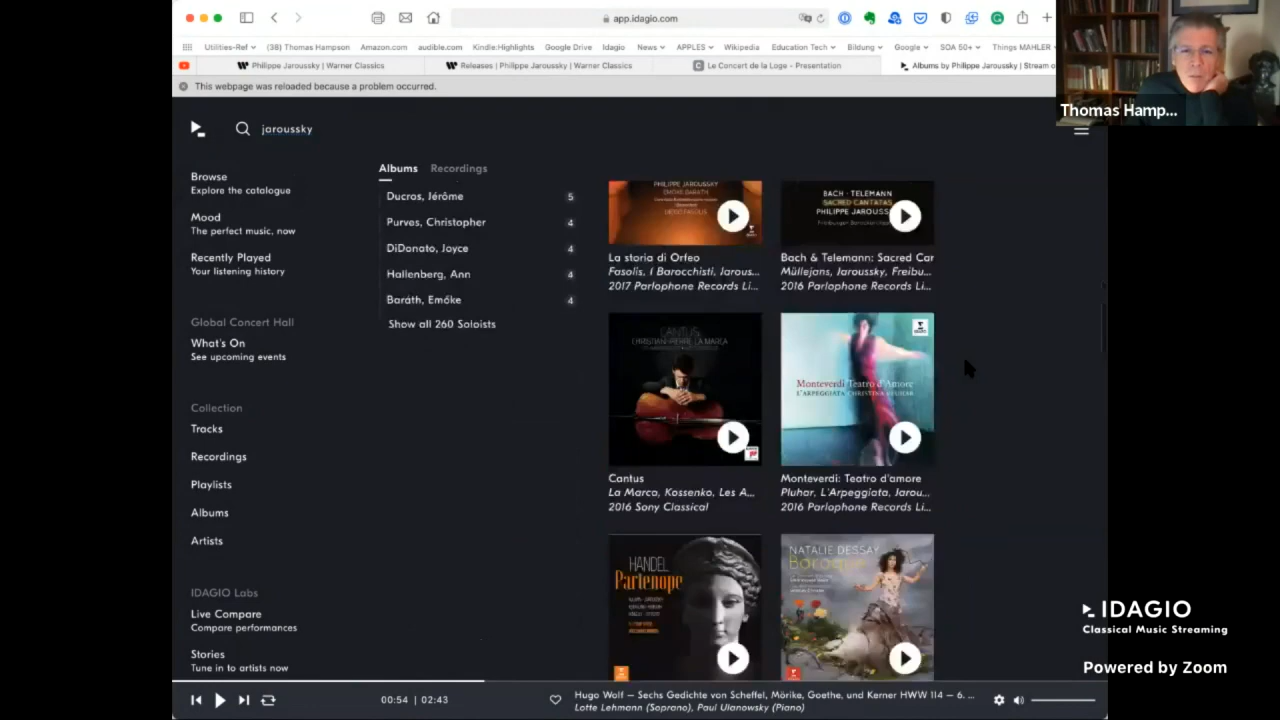 app.idagio.com
Utilities-Ref
(38) Thomas Hampson
Amazon.com
audible.com
Kindle:Highlights
Google Drive
Idagio
News
APPLES
Wikipedia
Education Tech
Bildung
Google
SOA 50+
Things MAHLER
Philippe Jaroussky | Warner Classics
Releases | Philippe Jaroussky | Warner Classics
Le Concert de la Loge - Presentation
Albums by Philippe Jaroussky | Stream o
This webpage was reloaded because a problem occurred.
Thomas Hamp...
jaroussky
Browse
Explore the catalogue
Mood
The perfect music, now
Recently Played
Your listening history
Global Concert Hall
What's On
See upcoming events
Collection
Tracks
Recordings
Playlists
Albums
Artists
IDAGIO Labs
Live Compare
Compare performances
Stories
Tune in to artists now
Albums
Recordings
Ducros, Jérôme 5
Purves, Christopher 4
DiDonato, Joyce 4
Hallenberg, Ann 4
Baráth, Emőke 4
Show all 260 Soloists
PHILIPPE JAROUSSKY
EMŐKE BARÁTH
DIEGO FASOLIS
La storia di Orfeo
Fasolis, I Barocchisti, Jarous...
2017 Parlophone Records Li...
BACH · TELEMANN
SACRED CANTATAS
PHILIPPE JAROUSS
Bach & Telemann: Sacred Car
Müllejans, Jaroussky, Freibu...
2016 Parlophone Records Li...
CANTUS
CHRISTIAN-PIERRE LA MARCA
Cantus
La Marca, Kossenko, Les A...
2016 Sony Classical
Monteverdi Teatro d'Amore
L'ARPEGGIATA CHRISTINA PLUHAR
Monteverdi: Teatro d'amore
Pluhar, L'Arpeggiata, Jarou...
2016 Parlophone Records Li...
HANDEL
Partenope
NATALIE DESSAY
Baroque
00:54 | 02:43
Hugo Wolf – Sechs Gedichte von Scheffel, Mörike, Goethe, und Kerner HWW 114 – 6. ...
Lotte Lehmann (Soprano), Paul Ulanowsky (Piano)
IDAGIO
Classical Music Streaming
Powered by Zoom